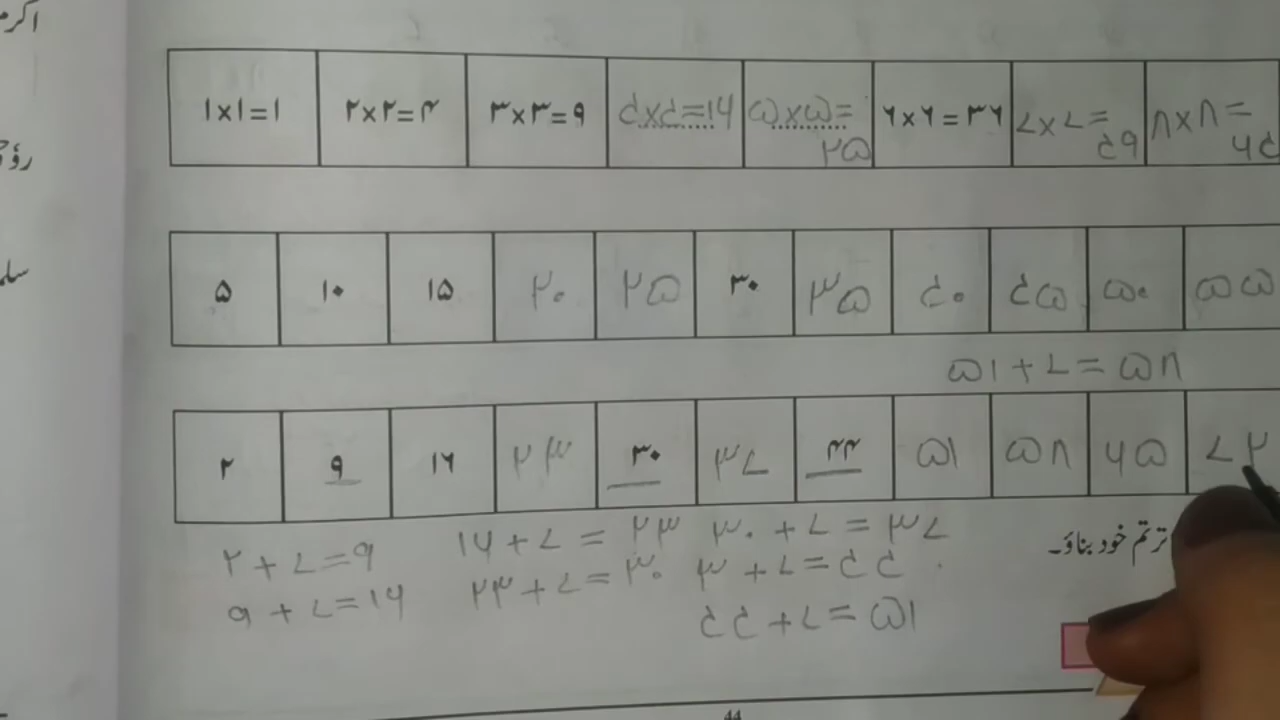 ۱×۱=۱ ۲×۲=۴ ۳×۳=۹ ۴×۴=۱۶ ۵×۵=۲۵ ۶×۶=۳۶ ۷×۷=۴۹ ۸×۸=۶۴
۵ ۱۰ ۱۵ ۲۰ ۲۵ ۳۰ ۳۵ ۴۰ ۴۵ ۵۰ ۵۵
۵۱+۷=۵۸
۲ ۹ ۱۶ ۲۳ ۳۰ ۳۷ ۴۴ ۵۱ ۵۸ ۶۵ ۷۲
۲+۷=۹ ۱۶+۷=۲۳ ۳۰+۷=۳۷
۹+۷=۱۶ ۲۳+۷=۳۰ ۳+۷=۴۴
۴۴+۷=۵۱
خود بناؤ۔